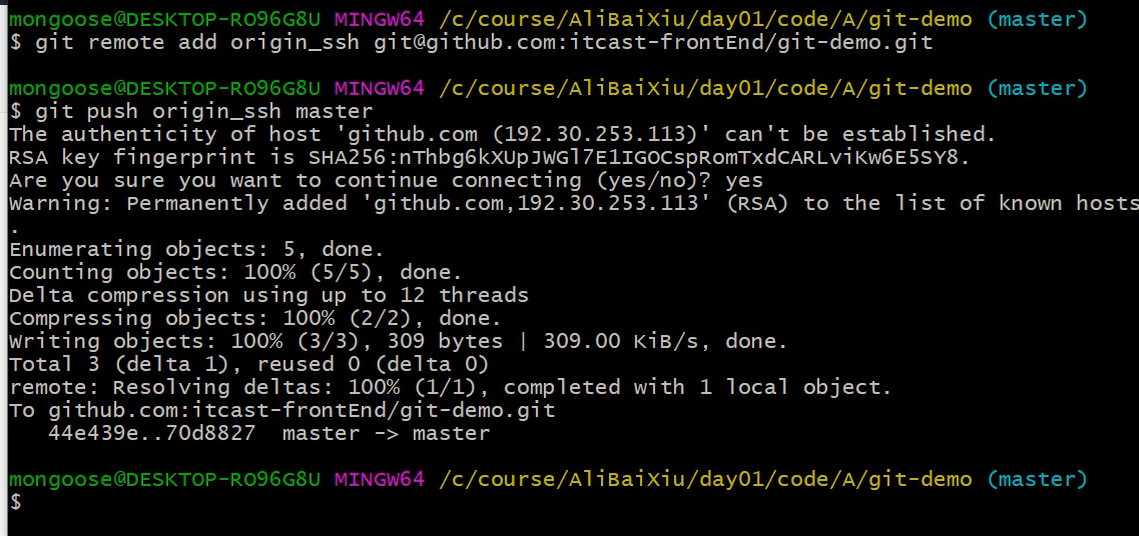 mongoose@DESKTOP-RO96G8U MINGW64 /c/course/AliBaiXiu/day01/code/A/git-demo (master)
$ git remote add origin_ssh git@github.com:itcast-frontEnd/git-demo.git
mongoose@DESKTOP-RO96G8U MINGW64 /c/course/AliBaiXiu/day01/code/A/git-demo (master)
$ git push origin_ssh master
The authenticity of host 'github.com (192.30.253.113)' can't be established.
RSA key fingerprint is SHA256:nThbg6kXUpJWGl7E1IGOCspRomTxdCARLviKw6E5SY8.
Are you sure you want to continue connecting (yes/no)? yes
Warning: Permanently added 'github.com,192.30.253.113' (RSA) to the list of known hosts
.
Enumerating objects: 5, done.
Counting objects: 100% (5/5), done.
Delta compression using up to 12 threads
Compressing objects: 100% (2/2), done.
Writing objects: 100% (3/3), 309 bytes | 309.00 KiB/s, done.
Total 3 (delta 1), reused 0 (delta 0)
remote: Resolving deltas: 100% (1/1), completed with 1 local object.
To github.com:itcast-frontEnd/git-demo.git
   44e439e..70d8827  master -> master
mongoose@DESKTOP-RO96G8U MINGW64 /c/course/AliBaiXiu/day01/code/A/git-demo (master)
$